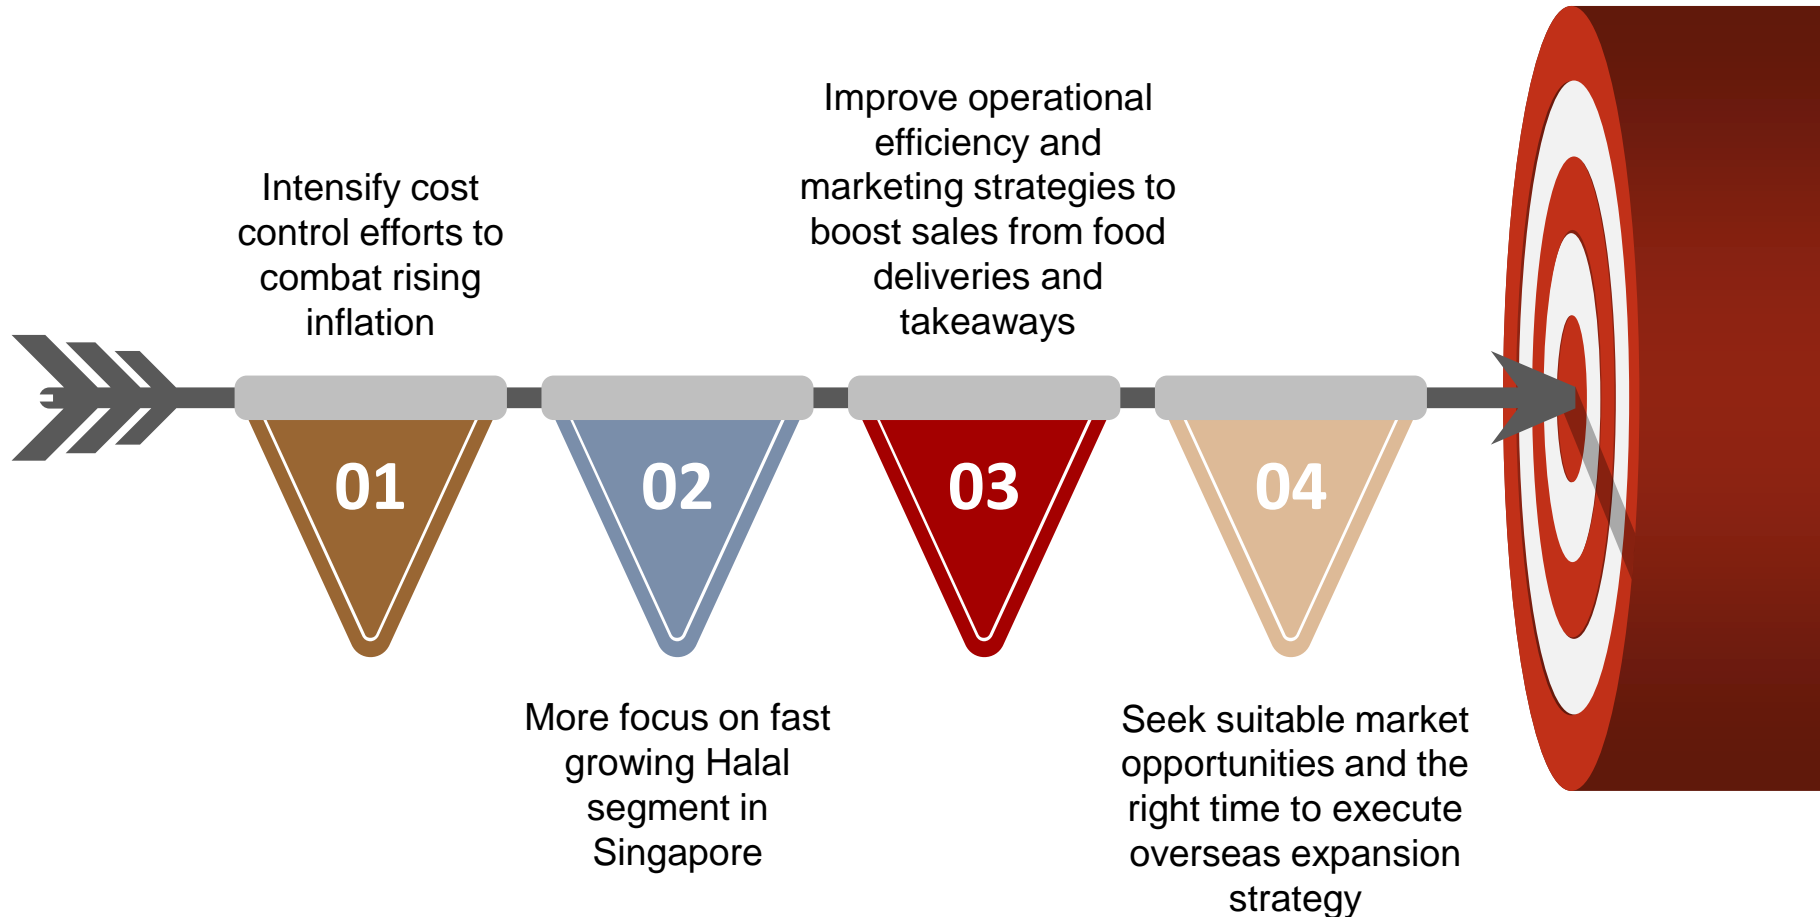 Intensify cost
control efforts to
combat rising
inflation
01
More focus on fast
growing Halal
segment in
Singapore
02
Improve operational
efficiency and
marketing strategies to
boost sales from food
deliveries and
takeaways
03
Seek suitable market
opportunities and the
right time to execute
overseas expansion
strategy
04